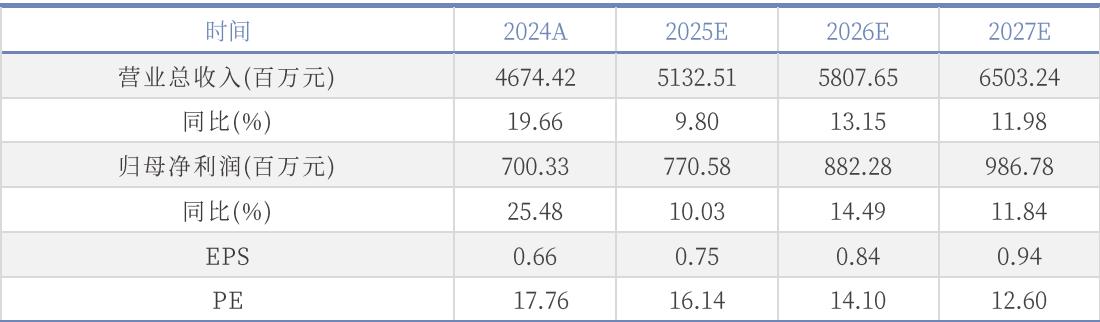 时间 2024A 2025E 2026E 2027E
营业总收入(百万元) 4674.42 5132.51 5807.65 6503.24
同比(%) 19.66 9.80 13.15 11.98
归母净利润(百万元) 700.33 770.58 882.28 986.78
同比(%) 25.48 10.03 14.49 11.84
EPS 0.66 0.75 0.84 0.94
PE 17.76 16.14 14.10 12.60